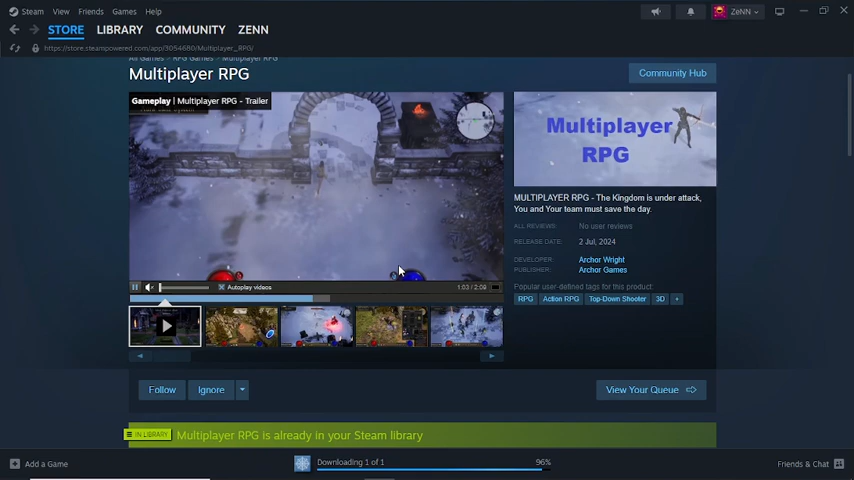 Steam View Friends Games Help
ZeNN
STORE LIBRARY COMMUNITY ZENN
https://store.steampowered.com/app/3054680/Multiplayer_RPG/
All Games > RPG Games > Multiplayer RPG
Multiplayer RPG
Community Hub
Gameplay | Multiplayer RPG - Trailer
Multiplayer
RPG
MULTIPLAYER RPG - The Kingdom is under attack,
You and Your team must save the day.
ALL REVIEWS: No user reviews
RELEASE DATE: 2 Jul, 2024
DEVELOPER: Archor Wright
PUBLISHER: Archor Games
Popular user-defined tags for this product:
RPG Action RPG Top-Down Shooter 3D +
Autoplay videos
1:03 / 2:09
Follow Ignore
View Your Queue
IN LIBRARY
Multiplayer RPG is already in your Steam library
Add a Game
Downloading 1 of 1 96%
Friends & Chat